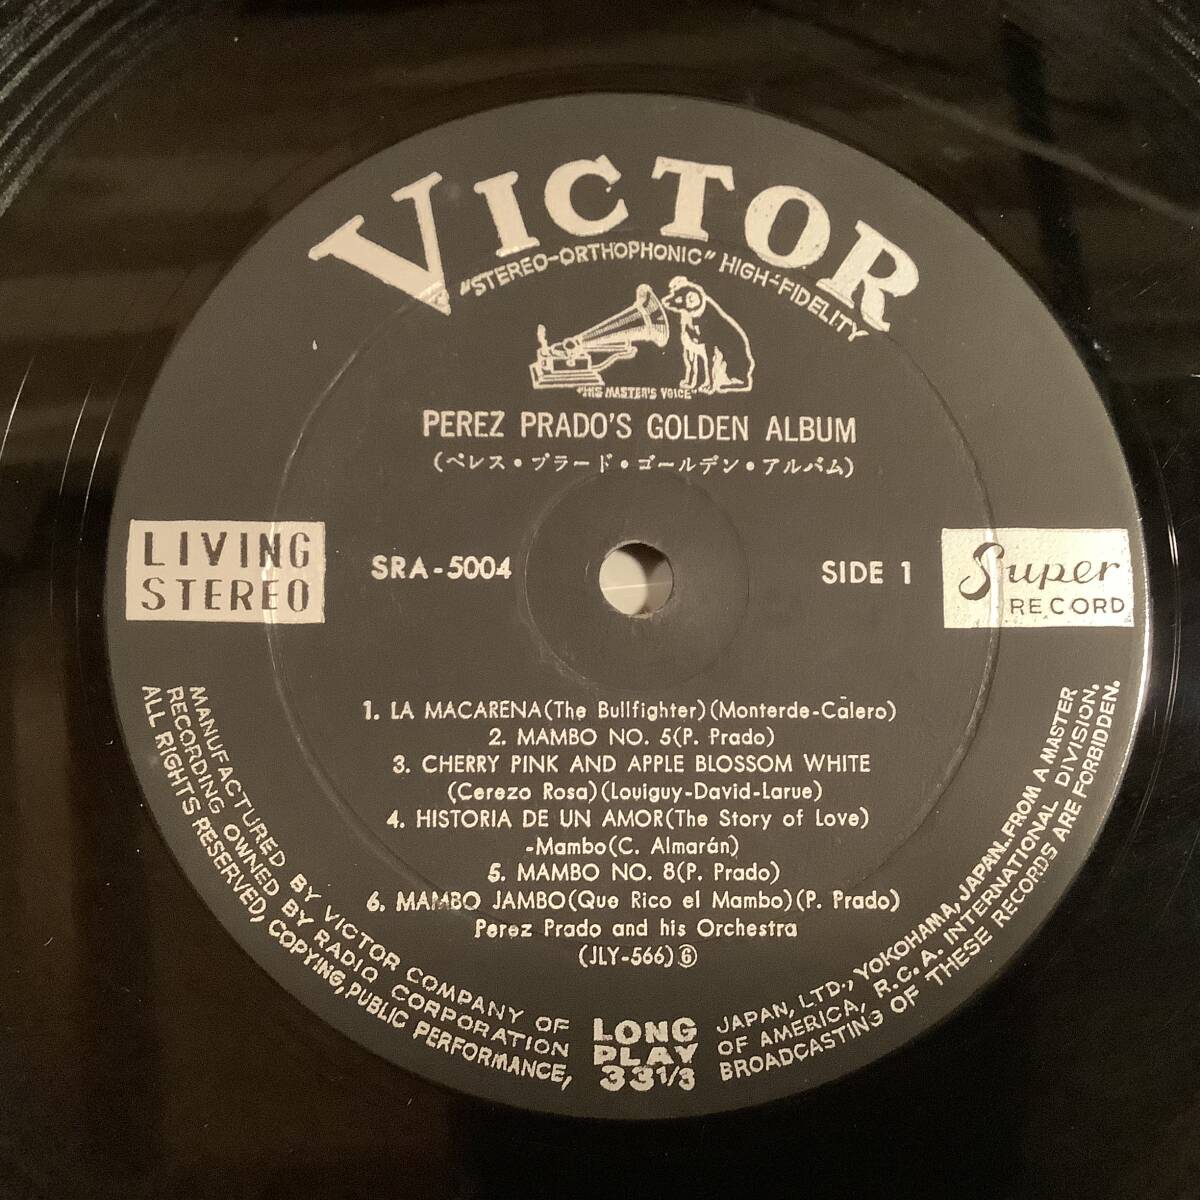 VICTOR
"STEREO-ORTHOPHONIC" HIGH-FIDELITY
"HIS MASTER'S VOICE"
PEREZ PRADO'S GOLDEN ALBUM
(ペレス・プラード・ゴールデン・アルバム)
LIVING
STEREO
SRA-5004
SIDE 1
Super
RECORD
1. LA MACARENA(The Bullfighter)(Monterde-Cālero)
2. MAMBO NO. 5(P. Prado)
3. CHERRY PINK AND APPLE BLOSSOM WHITE
(Cerezo Rosa)(Louiguy-David-Larue)
4. HISTORIA DE UN AMOR(The Story of Love)
-Mambo(C. Almarán)
5. MAMBO NO. 8(P. Prado)
6. MAMBO JAMBO(Que Rico el Mambo)(P. Prado)
Perez Prado and his Orchestra
(JLY-566)⑥
MANUFACTURED BY VICTOR COMPANY OF JAPAN, LTD., YOKOHAMA, JAPAN..FROM A MASTER
RECORDING OWNED BY RADIO CORPORATION OF AMERICA, R.C.A. INTERNATIONAL DIVISION.
ALL RIGHTS RESERVED, COPYING, PUBLIC PERFORMANCE, BROADCASTING OF THESE RECORDS ARE FORBIDDEN.
LONG
PLAY
33 1/3